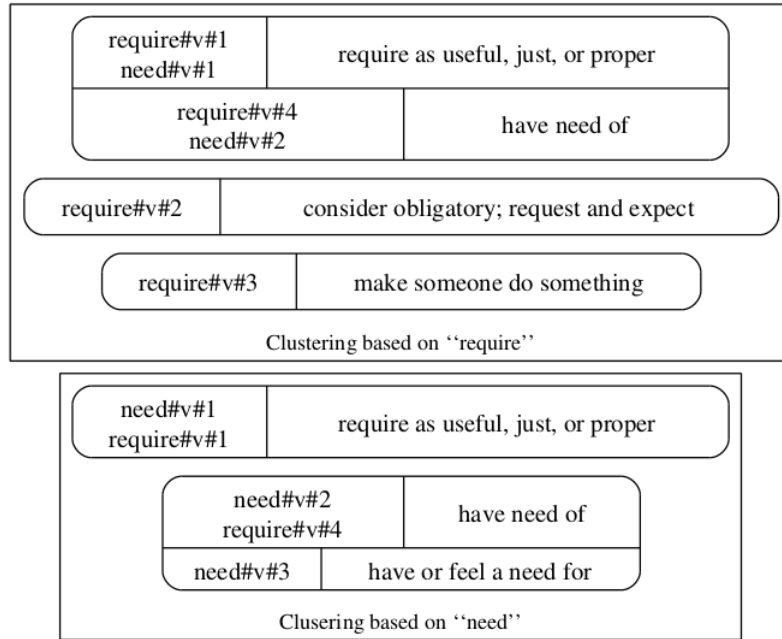 require#v#1
need#v#1
require as useful, just, or proper
require#v#4
need#v#2
have need of
require#v#2
consider obligatory; request and expect
require#v#3
make someone do something
Clustering based on ‘‘require’’
need#v#1
require#v#1
require as useful, just, or proper
need#v#2
require#v#4
have need of
need#v#3
have or feel a need for
Clusering based on ‘‘need’’